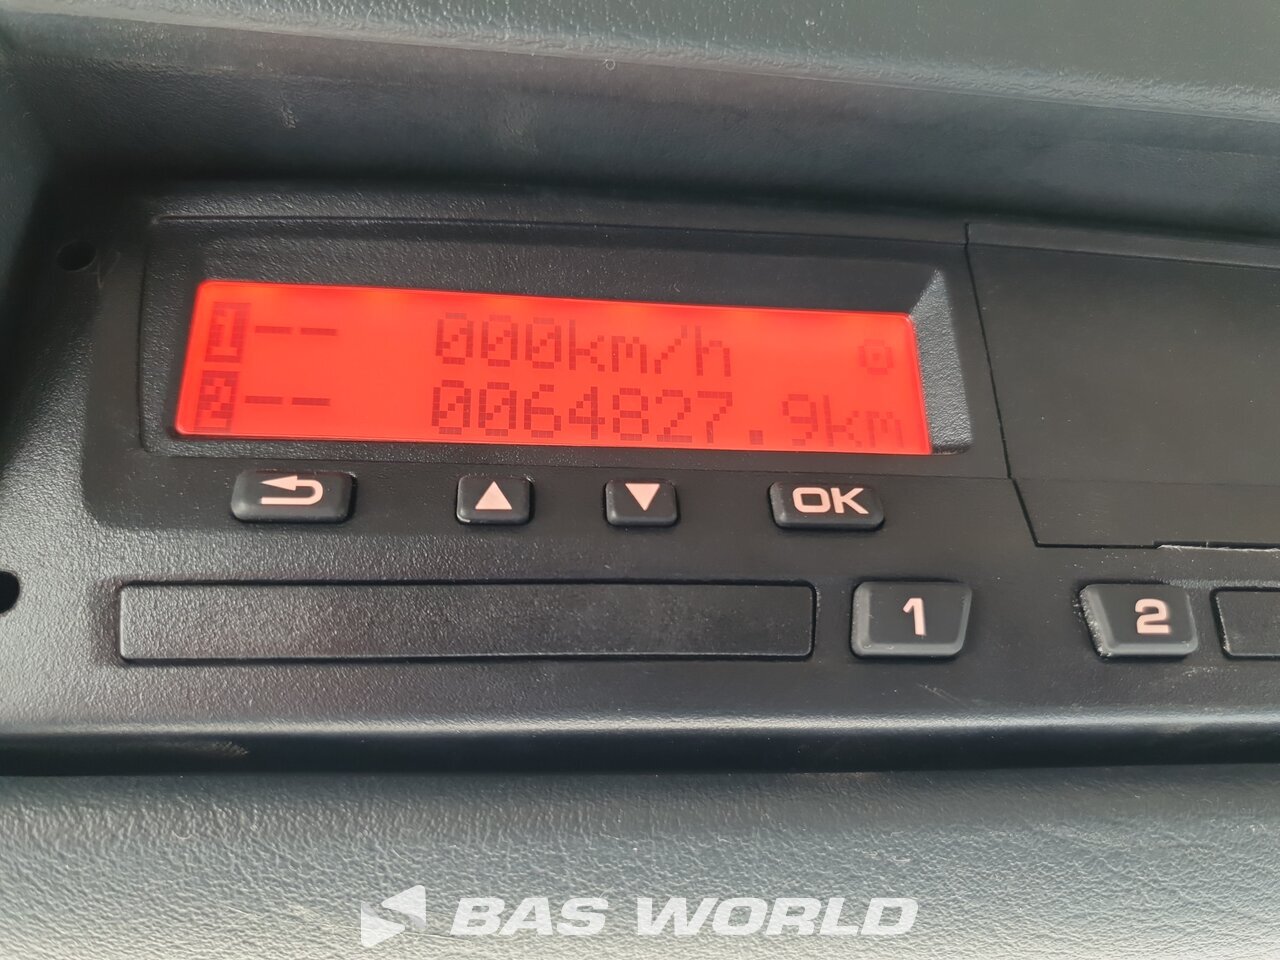 1-- 000km/h
2-- 0064827.9km
OK
1 2
BAS WORLD